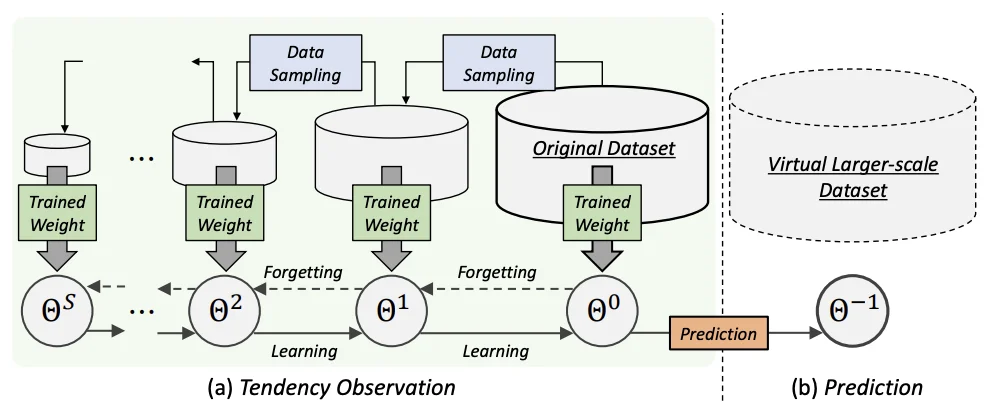 Data
Sampling
Data
Sampling
Original Dataset
Virtual Larger-scale
Dataset
...
Trained
Weight
Trained
Weight
Trained
Weight
Trained
Weight
Forgetting
Forgetting
Θ^S
...
Θ^2
Θ^1
Θ^0
Prediction
Θ^−1
Learning
Learning
(a) Tendency Observation
(b) Prediction